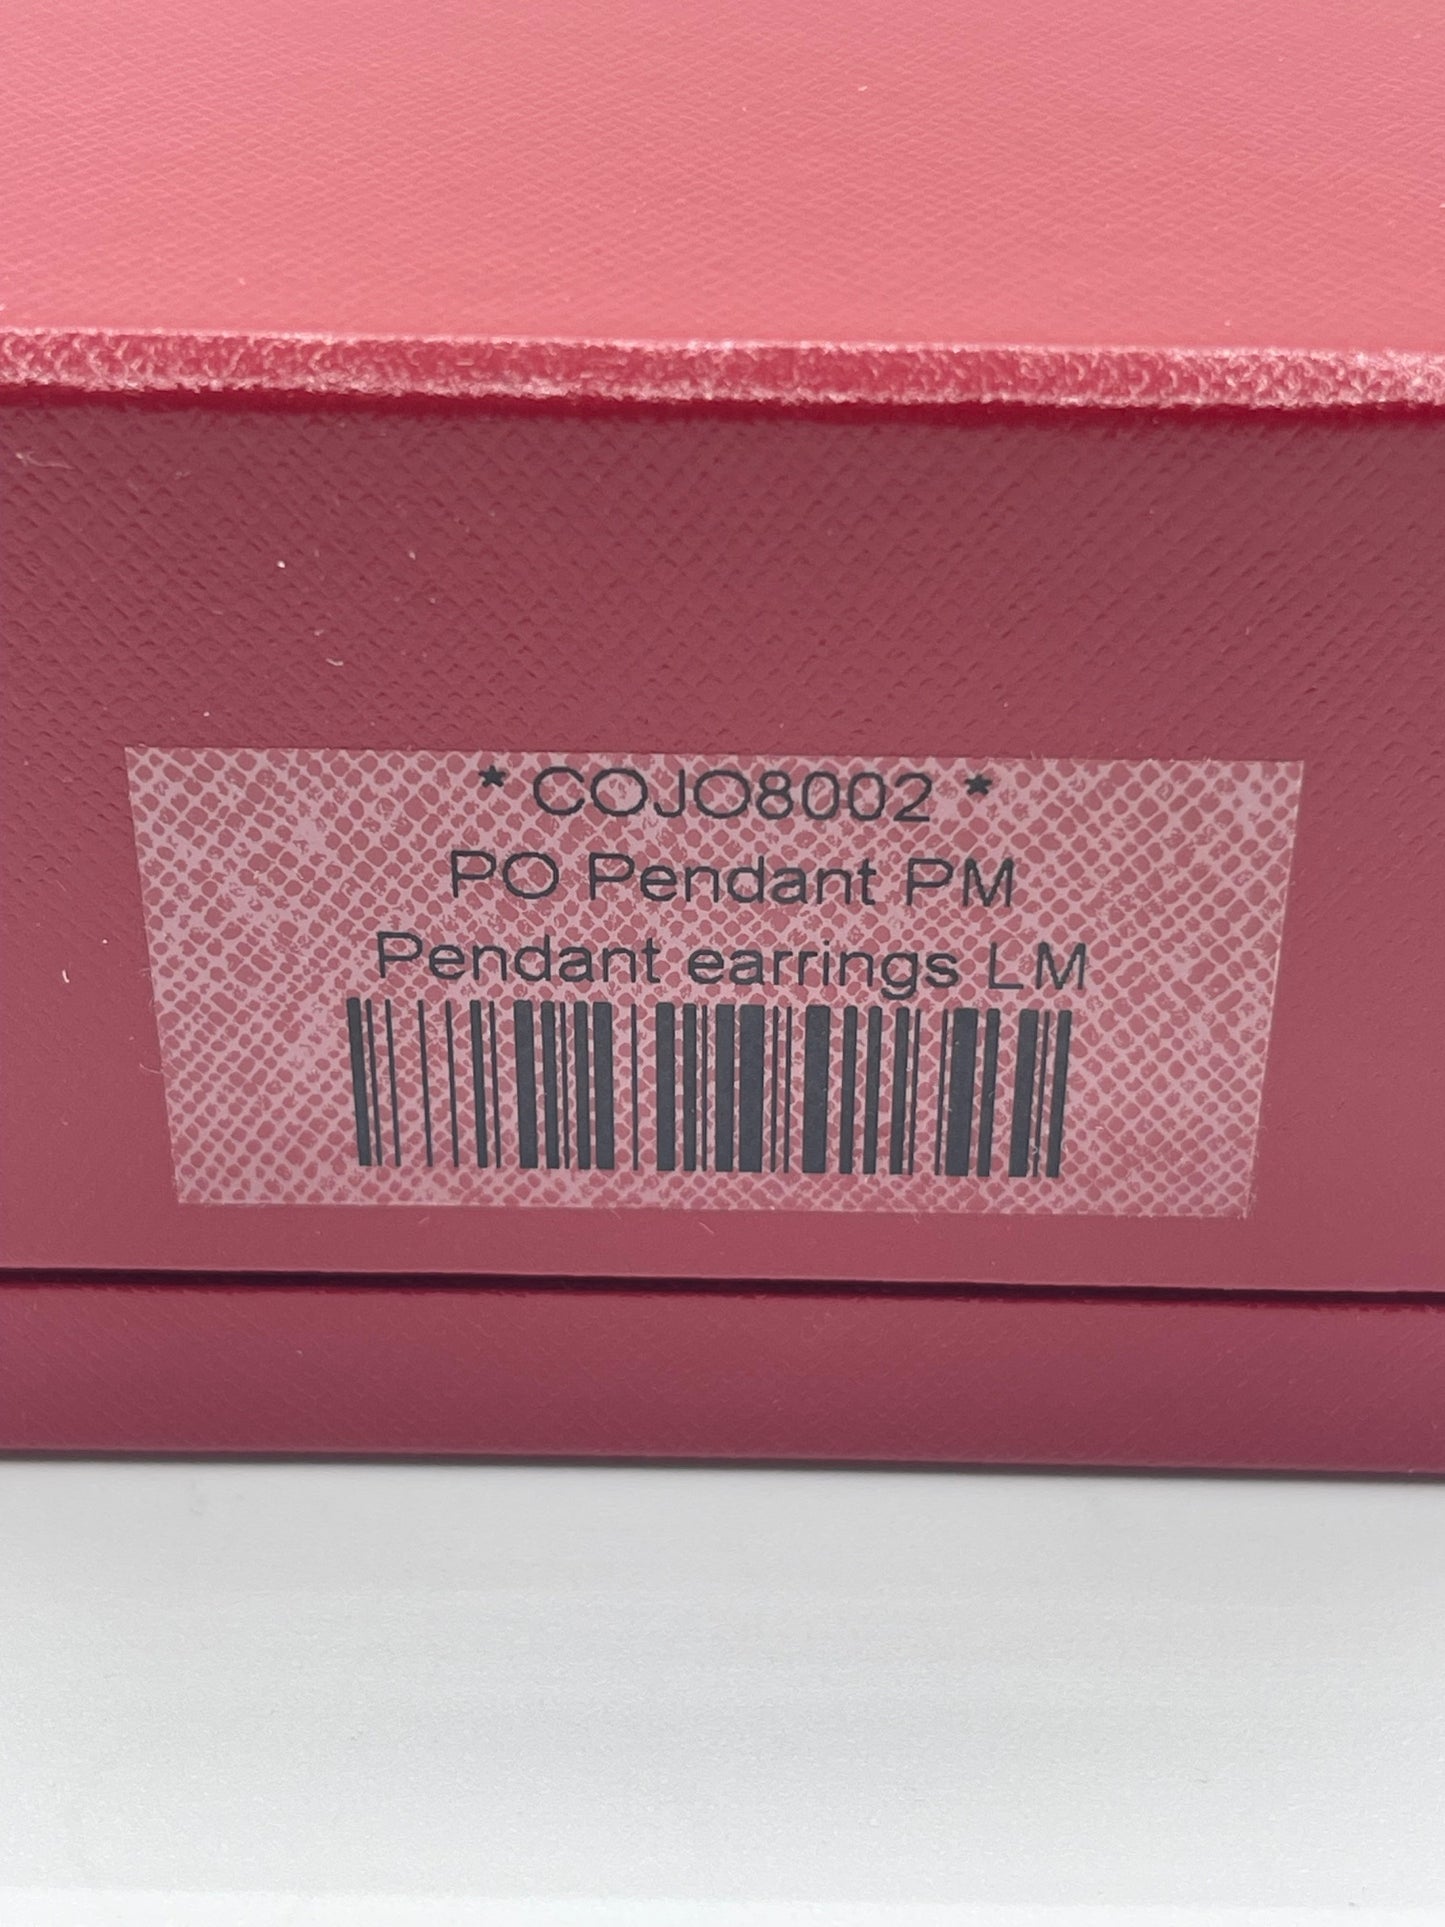 * COJO8002 *
PO Pendant PM
Pendant earrings LM